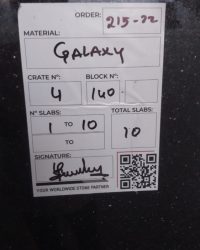 ORDER: 215-22
MATERIAL:
GALAXY
CRATE Nº: BLOCK Nº:
4 140 -
Nº SLABS: TOTAL SLABS:
1 TO 10 10
TO
SIGNATURE:
YOUR WORLDWIDE STONE PARTNER